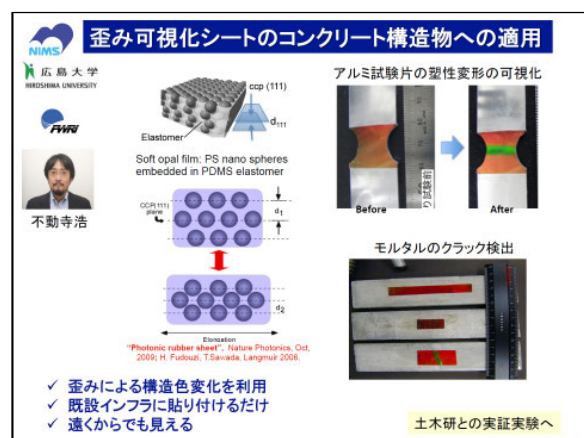 歪み可視化シートのコンクリート構造物への適用
NIMS
広島大学
HIROSHIMA UNIVERSITY
PWRI
不動寺浩
ccp (111)
d111
Elastomer
Soft opal film: PS nano spheres
embedded in PDMS elastomer
CCP(111)
plane
d1
d2
Elongation
"Photonic rubber sheet", Nature Photonics, Oct,
2009; H. Fudouzi, T.Sawada, Langmuir 2006.
アルミ試験片の塑性変形の可視化
り試験前
Before
After
モルタルのクラック検出
✓ 歪みによる構造色変化を利用
✓ 既設インフラに貼り付けるだけ
✓ 遠くからでも見える
土木研との実証実験へ